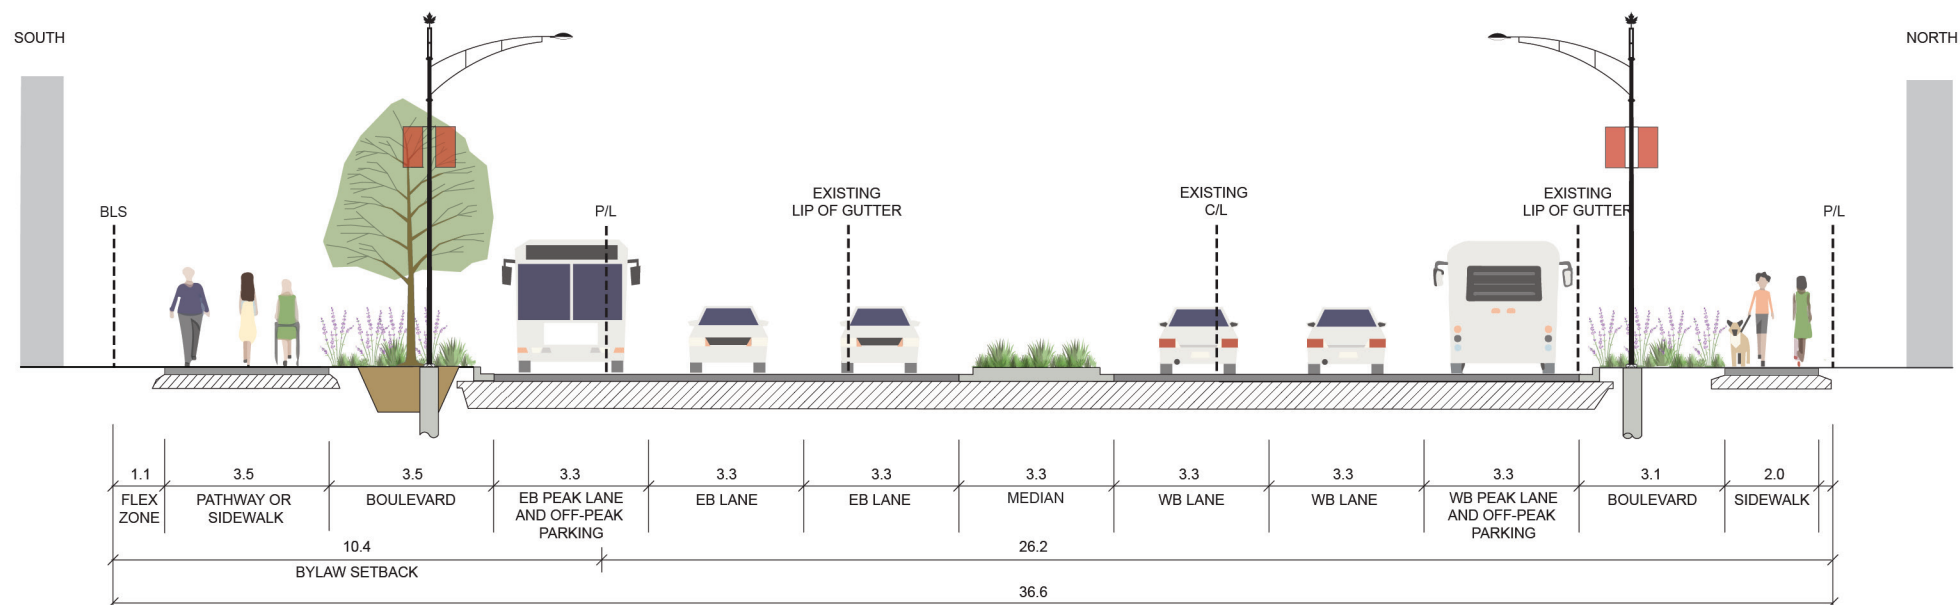 SOUTH
NORTH
BLS
P/L
EXISTING
LIP OF GUTTER
EXISTING
C/L
EXISTING
LIP OF GUTTER
P/L
1.1
FLEX
ZONE
3.5
PATHWAY OR
SIDEWALK
3.5
BOULEVARD
3.3
EB PEAK LANE
AND OFF-PEAK
PARKING
3.3
EB LANE
3.3
EB LANE
3.3
MEDIAN
3.3
WB LANE
3.3
WB LANE
3.3
WB PEAK LANE
AND OFF-PEAK
PARKING
3.1
BOULEVARD
2.0
SIDEWALK
10.4
BYLAW SETBACK
26.2
36.6